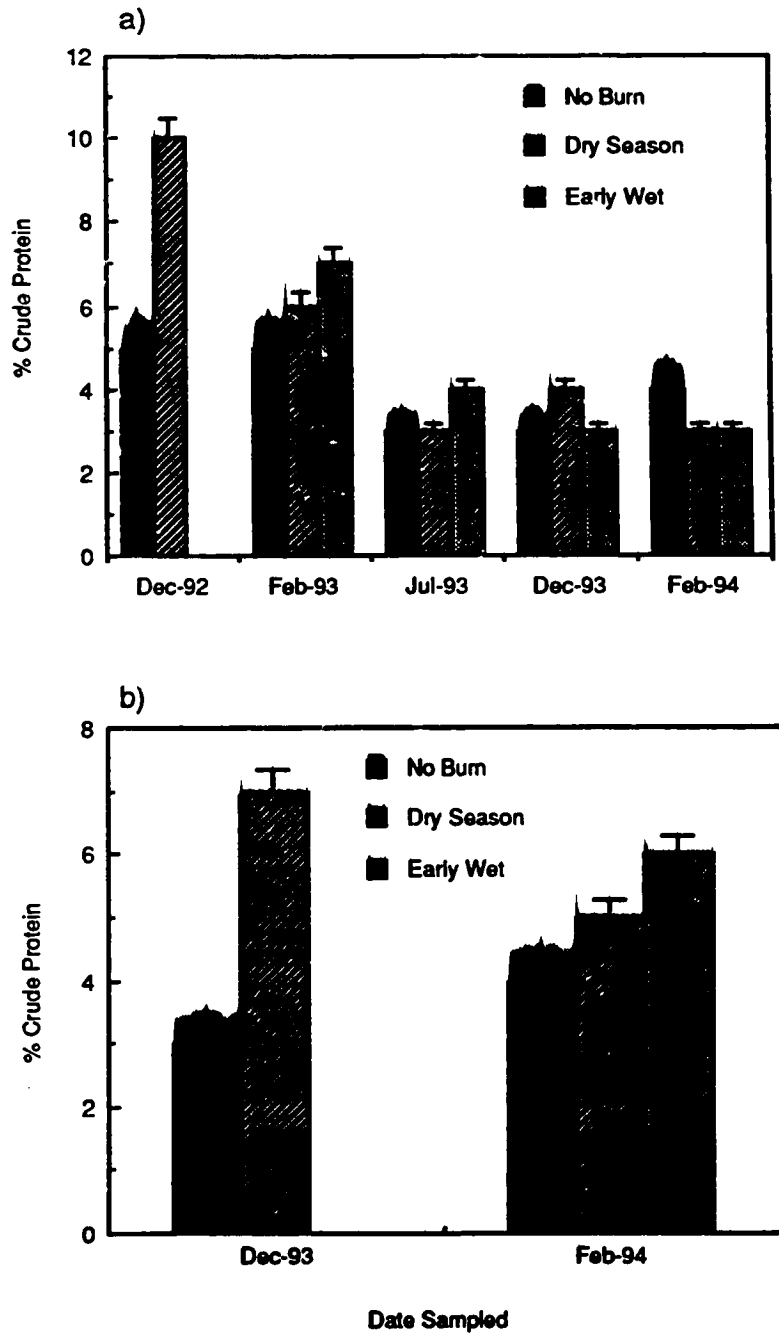 a)
12
10
8
6
4
2
0
% Crude Protein
No Burn
Dry Season
Early Wet
Dec-92 Feb-93 Jul-93 Dec-93 Feb-94
b)
8
6
4
2
0
% Crude Protein
No Burn
Dry Season
Early Wet
Dec-93 Feb-94
Date Sampled